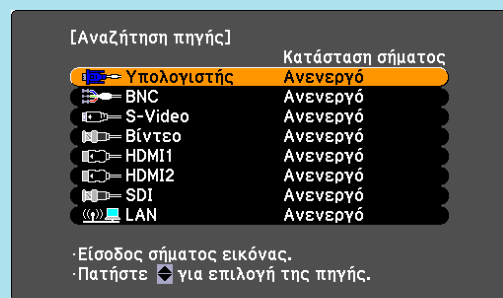 [Αναζήτηση πηγής]
Κατάσταση σήματος
Υπολογιστής Ανενεργό
BNC Ανενεργό
S-Video Ανενεργό
Βίντεο Ανενεργό
HDMI1 Ανενεργό
HDMI2 Ανενεργό
SDI Ανενεργό
LAN Ανενεργό
·Είσοδος σήματος εικόνας.
·Πατήστε για επιλογή της πηγής.